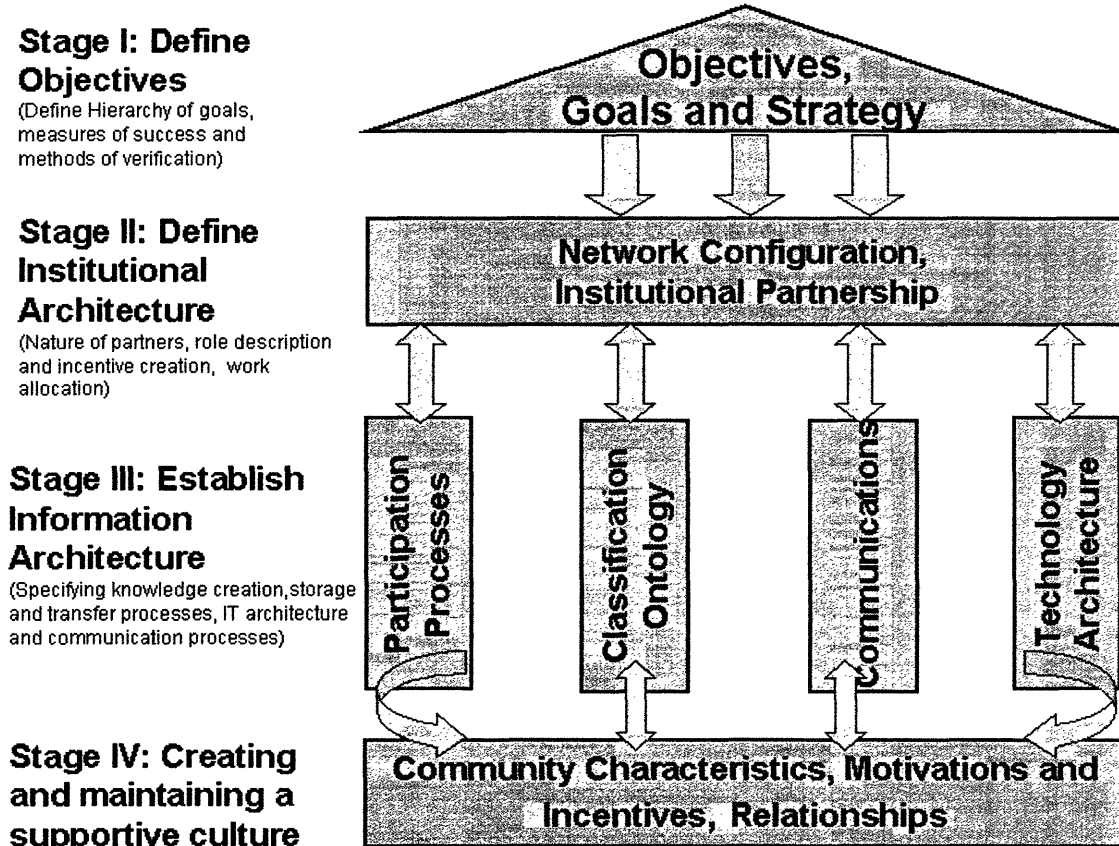 Stage I: Define
Objectives
(Define Hierarchy of goals,
measures of success and
methods of verification)
Objectives,
Goals and Strategy
Stage II: Define
Institutional
Architecture
(Nature of partners, role description
and incentive creation, work
allocation)
Network Configuration,
Institutional Partnership
Stage III: Establish
Information
Architecture
(Specifying knowledge creation,storage
and transfer processes, IT architecture
and communication processes)
Participation
Processes
Classification
Ontology
Communications
Technology
Architecture
Stage IV: Creating
and maintaining a
supportive culture
Community Characteristics, Motivations and
Incentives, Relationships